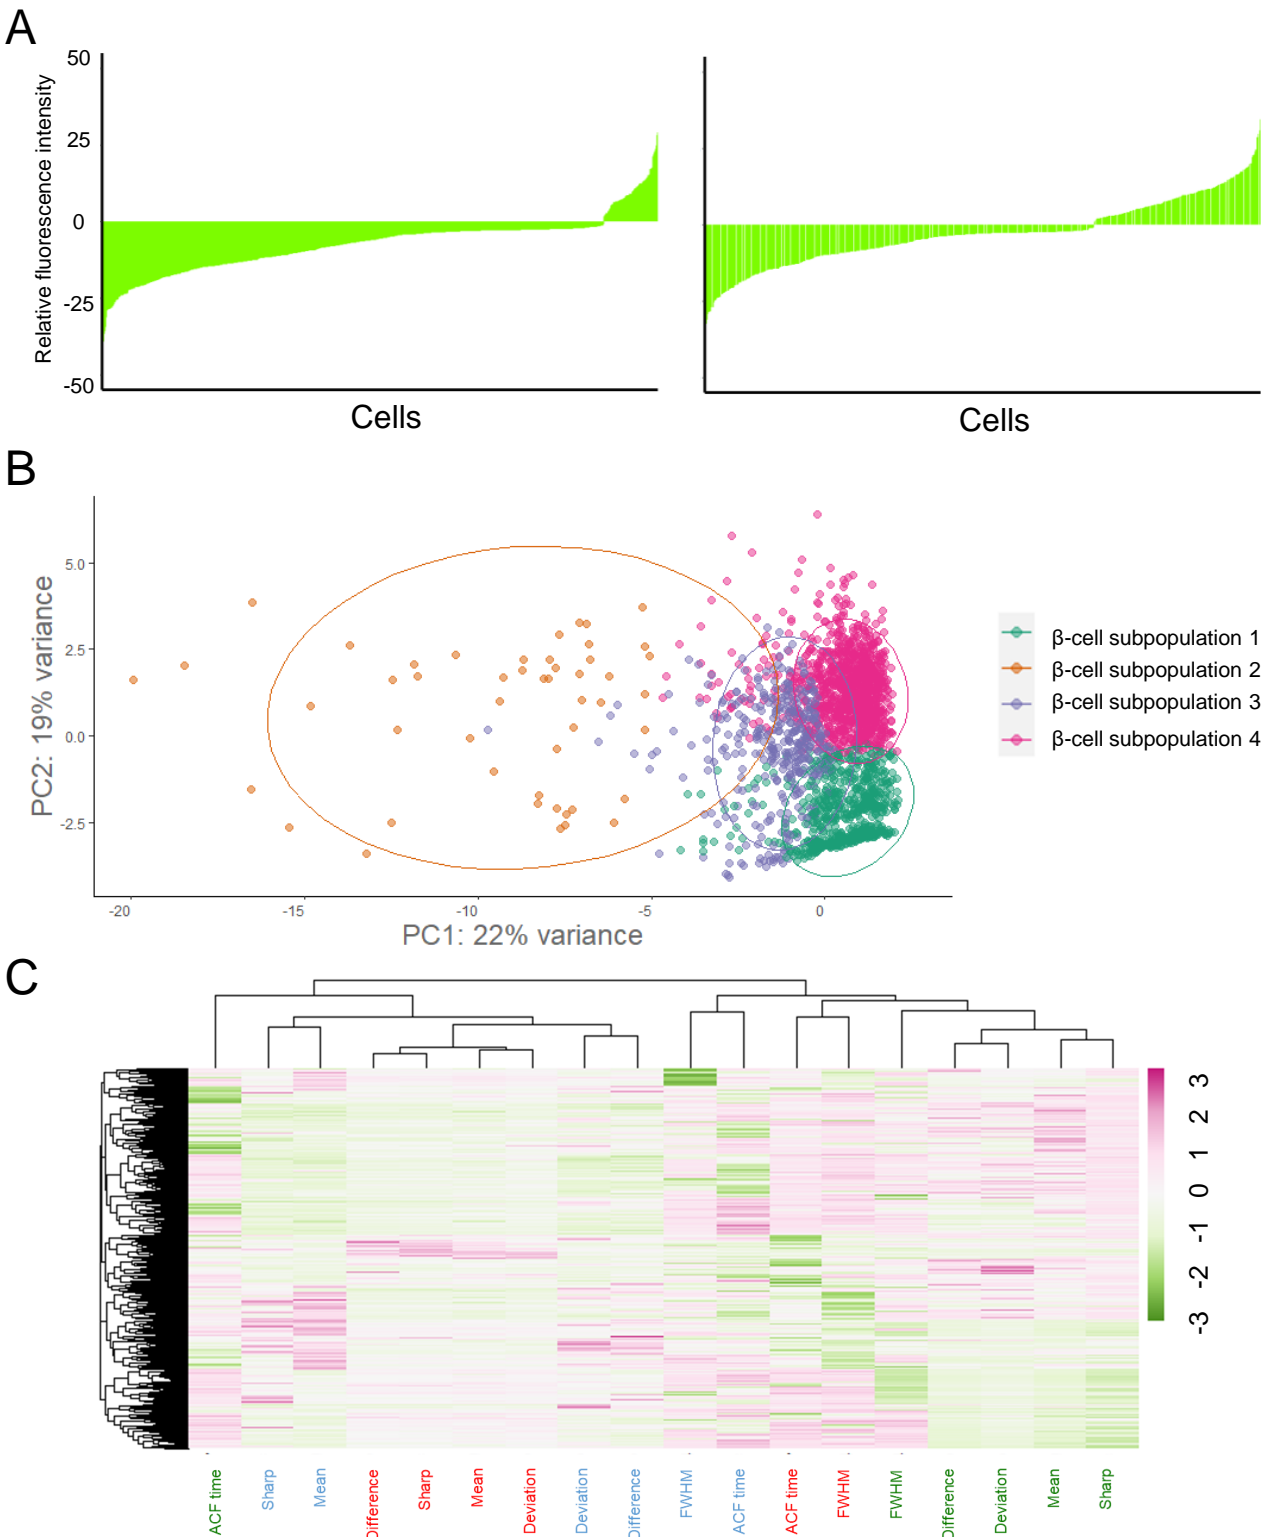 A
50
25
0
-25
-50
Relative fluorescence intensity
Cells
Cells
B
5.0
2.5
0.0
-2.5
PC2: 19% variance
-20
-15
-10
-5
0
PC1: 22% variance
β-cell subpopulation 1
β-cell subpopulation 2
β-cell subpopulation 3
β-cell subpopulation 4
C
3
2
1
0
-1
-2
-3
ACF time
Sharp
Mean
Difference
Sharp
Mean
Deviation
Deviation
Difference
FWHM
ACF time
ACF time
FWHM
FWHM
Difference
Deviation
Mean
Sharp